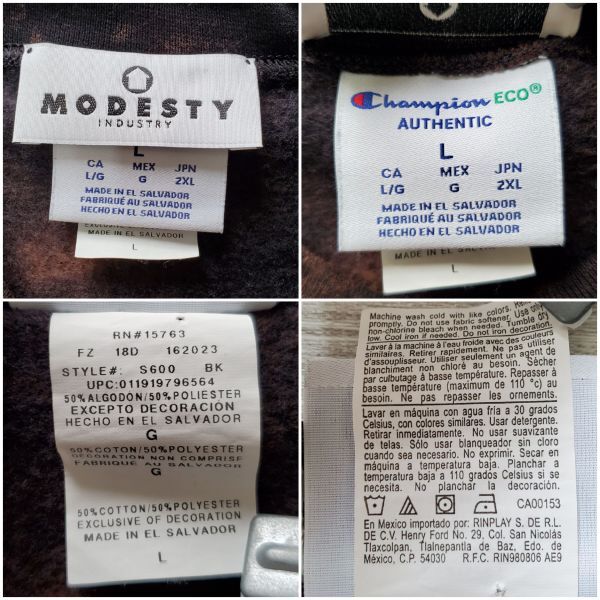 MODESTY
INDUSTRY
L
CA MEX JPN
L/G G 2XL
MADE IN EL SALVADOR
FABRIQUÉ AU SALVADOR
HECHO EN EL SALVADOR
MADE IN EL SALVADOR
L
Champion ECO®
AUTHENTIC
L
CA MEX JPN
L/G G 2XL
MADE IN EL SALVADOR
FABRIQUÉ AU SALVADOR
HECHO EN EL SALVADOR
L
RN#15763
FZ 18D 162023
STYLE#: S600 BK
UPC:011919796564
50%ALGODÓN/50%POLIESTER
EXCEPTO DECORACIÓN
HECHO EN EL SALVADOR
G
50%COTON/50%POLYESTER
DECORATION NON COMPRISE
FABRIQUÉ AU SALVADOR
G
50%COTTON/50%POLYESTER
EXCLUSIVE OF DECORATION
MADE IN EL SALVADOR
L
Machine wash cold with like colors.
promptly. Do not use fabric softener. Use only
non-chlorine bleach when needed. Tumble dry
low. Cool iron if needed. Do not iron decoration.
Laver à la machine à l'eau froide avec des couleurs
similaires. Retirer rapidement. Ne pas utiliser
d'assouplisseur. Utiliser seulement un agent de
blanchiment non chloré au besoin. Sècher
par culbutage à basse température. Repasser à
basse température (maximum de 110 °c) au
besoin. Ne pas repasser les ornements.
Lavar en máquina con agua fría a 30 grados
Celsius, con colores similares. Usar detergente.
Retirar inmediatamente. No usar suavizante
de telas. Sólo usar blanqueador sin cloro
cuando sea necesario. No exprimir. Secar en
máquina a temperatura baja. Planchar a
temperatura baja a 110 grados Celsius si se
necesita. No planchar la decoración.
CA00153
En Mexico importado por: RINPLAY S. DE R.L.
DE C.V. Henry Ford No. 29, Col. San Nicolás
Tlaxcolpan, Tlalnepantla de Baz, Edo. de
México, C.P. 54030 R.F.C. RIN980806 AE9